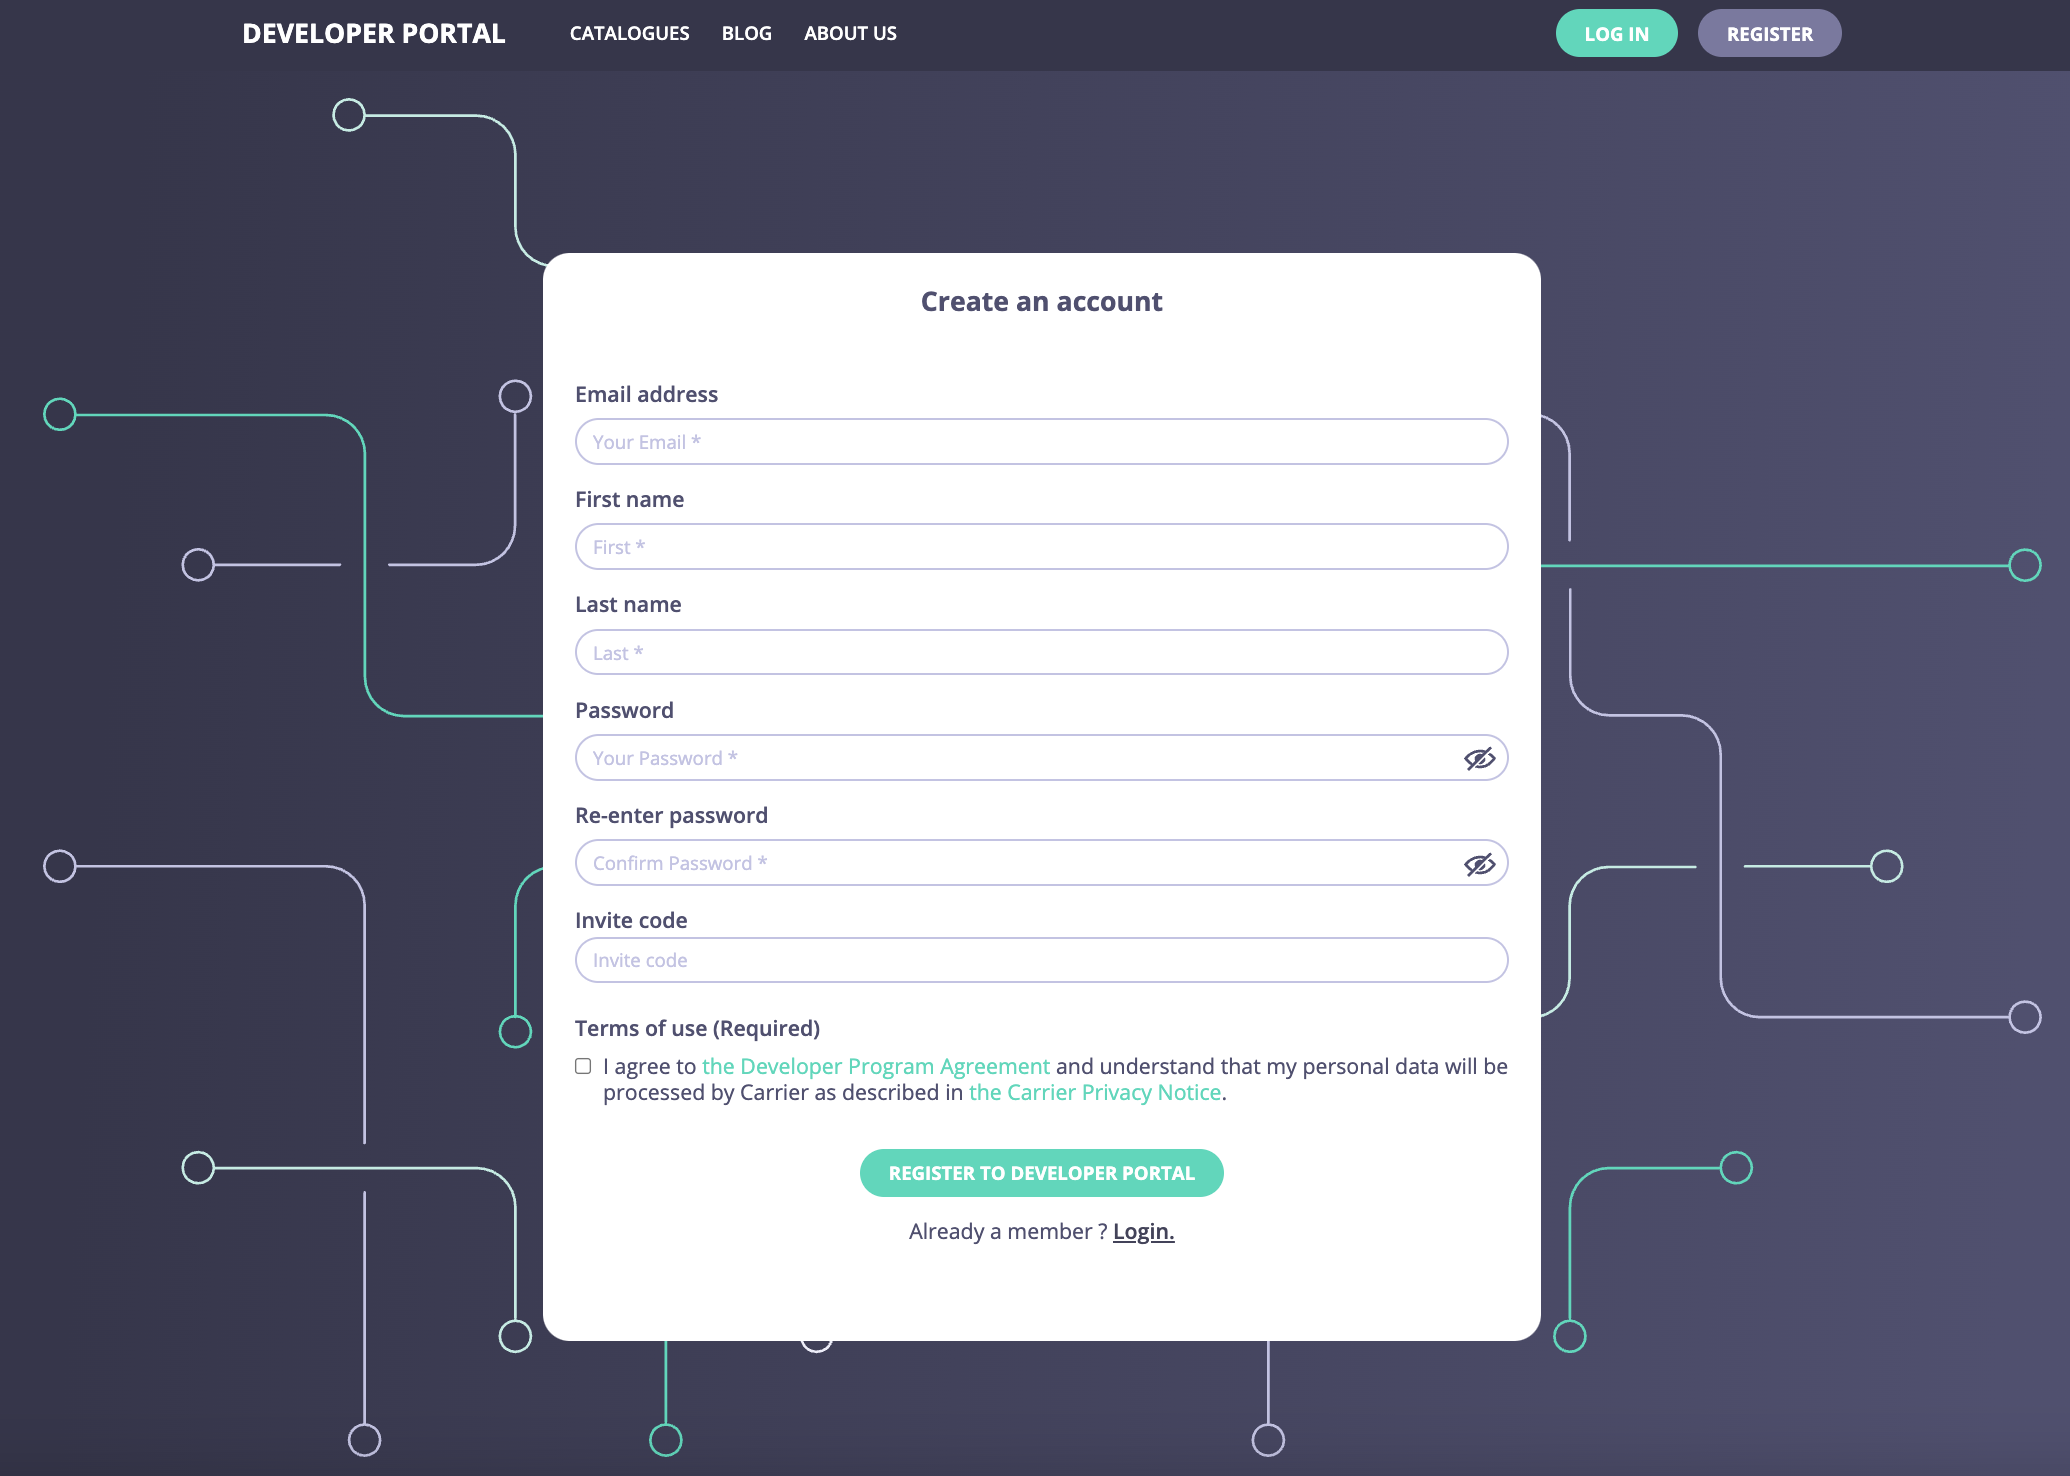 DEVELOPER PORTAL
CATALOGUES
BLOG
ABOUT US
LOG IN
REGISTER
Create an account
Email address
Your Email *
First name
First *
Last name
Last *
Password
Your Password *
Re-enter password
Confirm Password *
Invite code
Invite code
Terms of use (Required)
I agree to the Developer Program Agreement and understand that my personal data will be
processed by Carrier as described in the Carrier Privacy Notice.
REGISTER TO DEVELOPER PORTAL
Already a member ? Login.